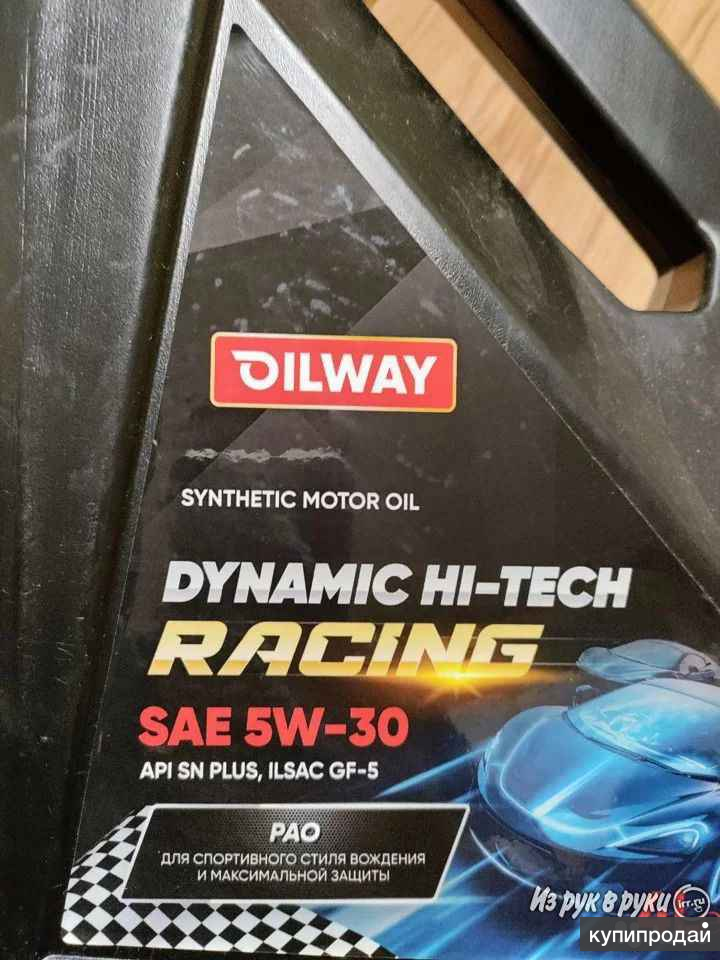 OILWAY
SYNTHETIC MOTOR OIL
DYNAMIC HI-TECH
RACING
SAE 5W-30
API SN PLUS, ILSAC GF-5
PAO
ДЛЯ СПОРТИВНОГО СТИЛЯ ВОЖДЕНИЯ
И МАКСИМАЛЬНОЙ ЗАЩИТЫ
Из рук в руки irr.ru
купипродай